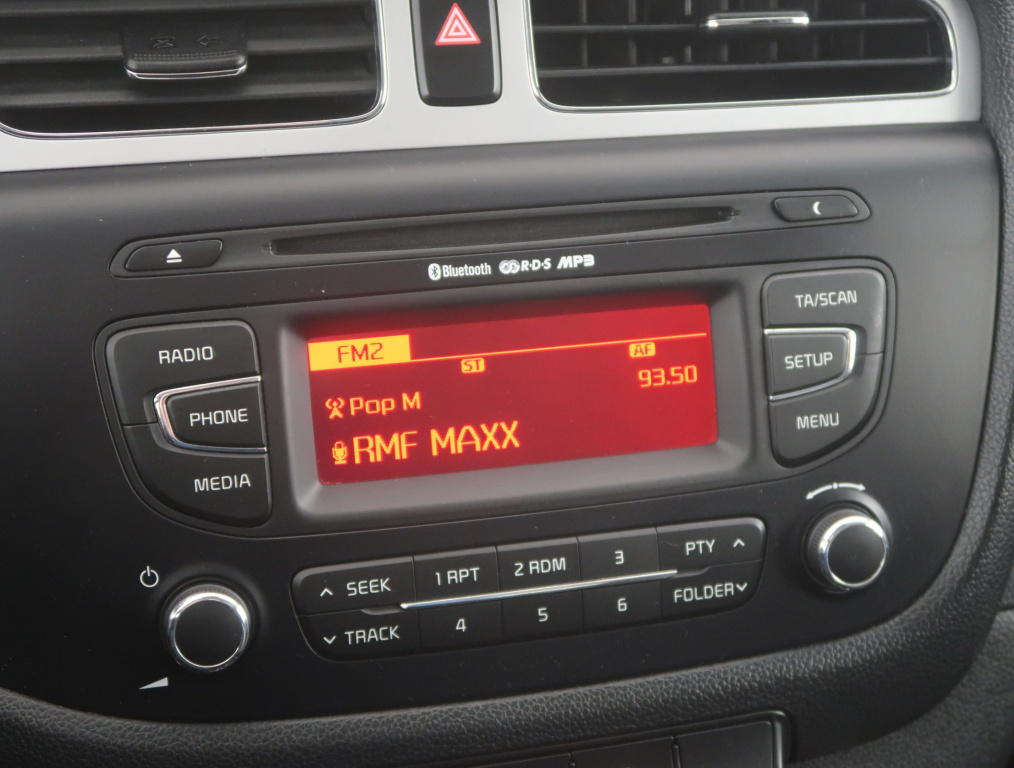 Bluetooth R·D·S MP3
TA/SCAN
RADIO
FM2
ST
AF
SETUP
93.50
PHONE
Pop M
MENU
RMF MAXX
MEDIA
SEEK
1 RPT
2 RDM
3
PTY
TRACK
4
5
6
FOLDER